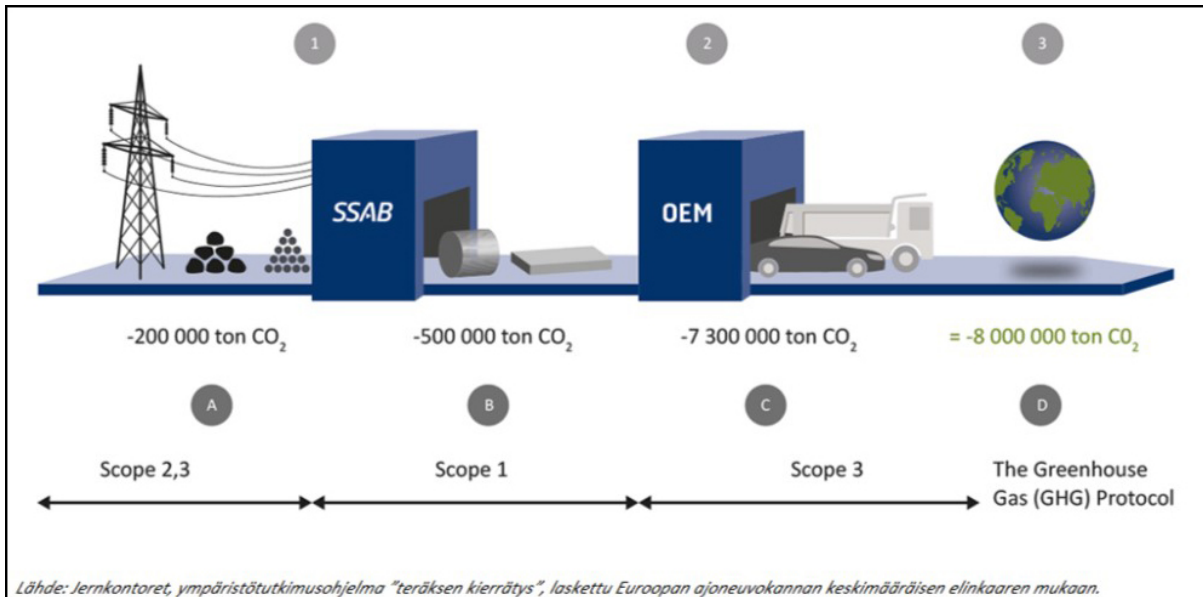 1
2
3
SSAB
OEM
-200 000 ton CO₂
-500 000 ton CO₂
-7 300 000 ton CO₂
= -8 000 000 ton C0₂
A
B
C
D
Scope 2,3
Scope 1
Scope 3
The Greenhouse
Gas (GHG) Protocol
Lähde: Jernkontoret, ympäristötutkimusohjelma ”teräksen kierrätys”, laskettu Euroopan ajoneuvokannan keskimääräisen elinkaaren mukaan.